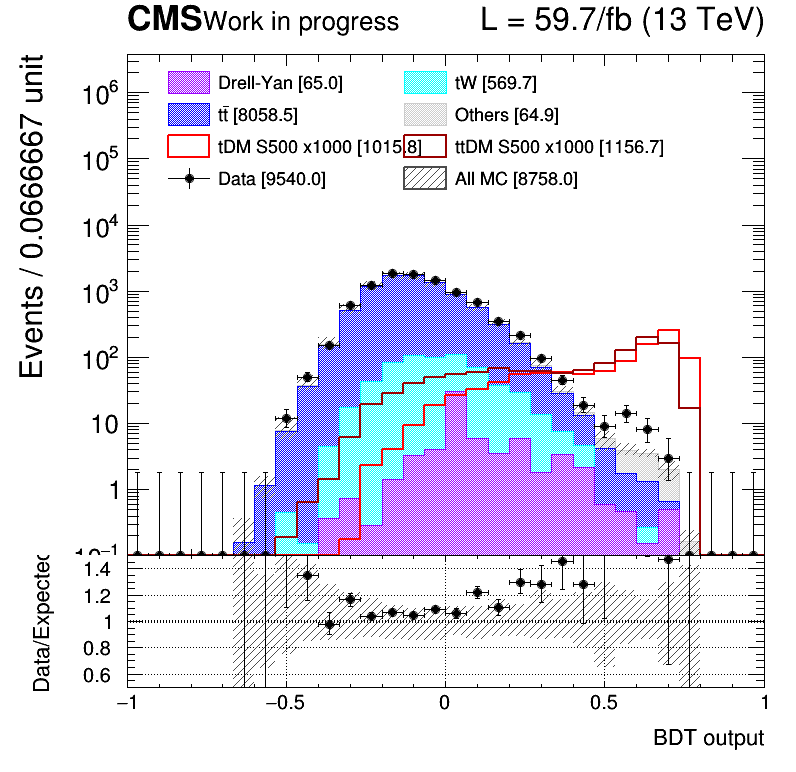 CMS Work in progress L = 59.7/fb (13 TeV)
Events / 0.0666667 unit
Drell-Yan [65.0] tW [569.7]
tt̄ [8058.5] Others [64.9]
tDM S500 x1000 [1015.8] ttDM S500 x1000 [1156.7]
Data [9540.0] All MC [8758.0]
10⁶
10⁵
10⁴
10³
10²
10
1
10⁻¹
Data/Expected
1.4
1.2
1
0.8
0.6
−1 −0.5 0 0.5 1
BDT output